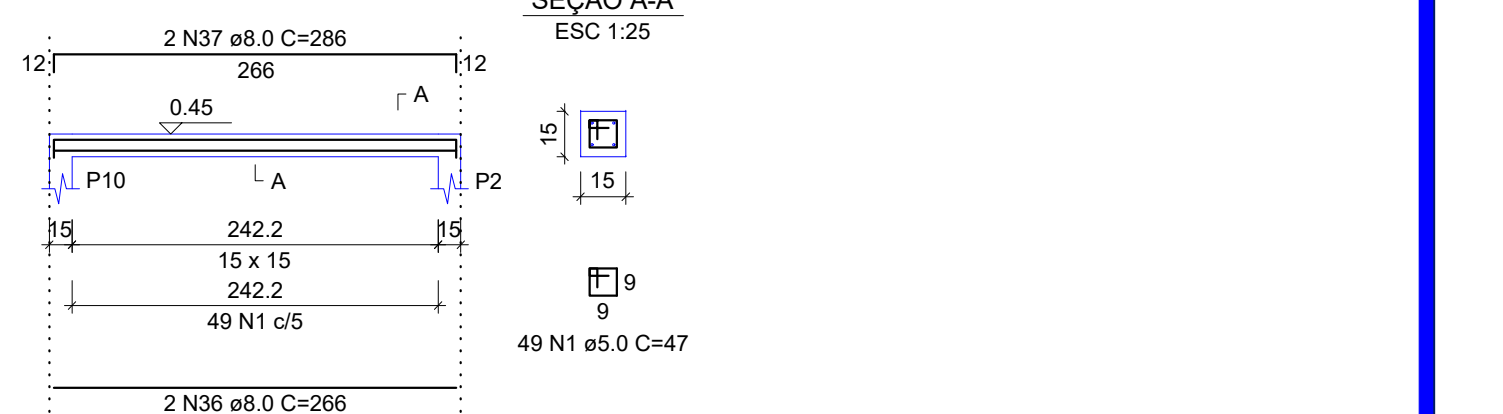 SEÇÃO A-A
ESC 1:25
2 N37 ø8.0 C=286
12
266
12
A
0.45
15
15
A
P10
P2
15
242.2
15
15 x 15
242.2
49 N1 c/5
9
9
49 N1 ø5.0 C=47
2 N36 ø8.0 C=266